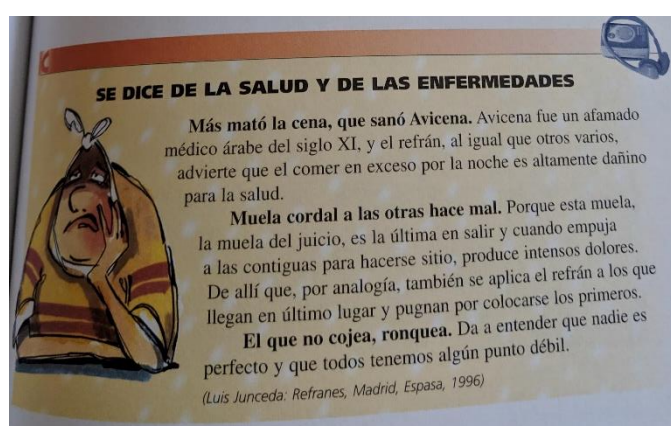 SE DICE DE LA SALUD Y DE LAS ENFERMEDADES
Más mató la cena, que sanó Avicena. Avicena fue un afamado
médico árabe del siglo XI, y el refrán, al igual que otros varios,
advierte que el comer en exceso por la noche es altamente dañino
para la salud.
Muela cordal a las otras hace mal. Porque esta muela,
la muela del juicio, es la última en salir y cuando empuja
a las contiguas para hacerse sitio, produce intensos dolores.
De allí que, por analogía, también se aplica el refrán a los que
llegan en último lugar y pugnan por colocarse los primeros.
El que no cojea, ronquea. Da a entender que nadie es
perfecto y que todos tenemos algún punto débil.
(Luis Junceda: Refranes, Madrid, Espasa, 1996)